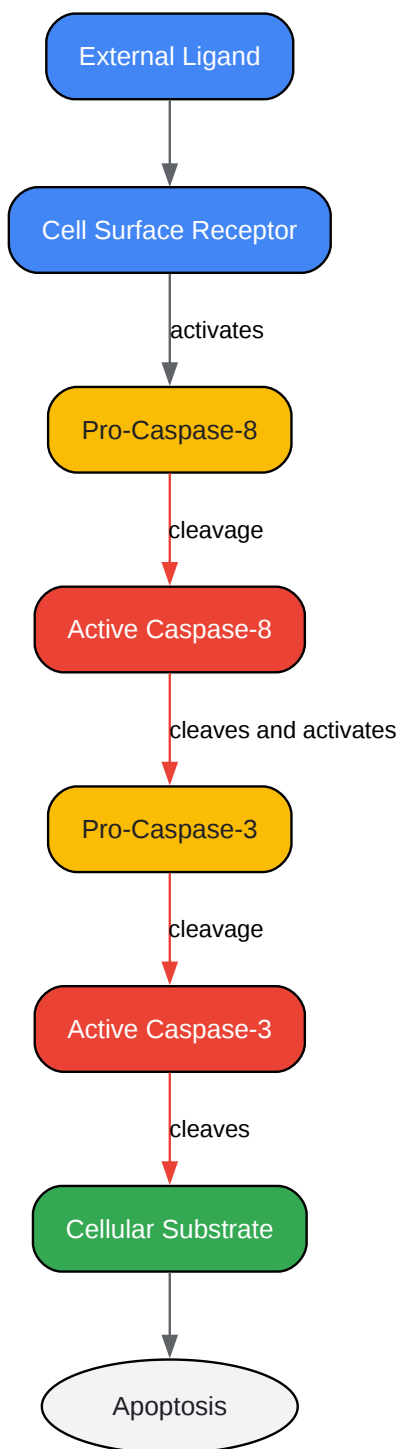 External Ligand
Cell Surface Receptor
activates
Pro-Caspase-8
cleavage
Active Caspase-8
cleaves and activates
Pro-Caspase-3
cleavage
Active Caspase-3
cleaves
Cellular Substrate
Apoptosis